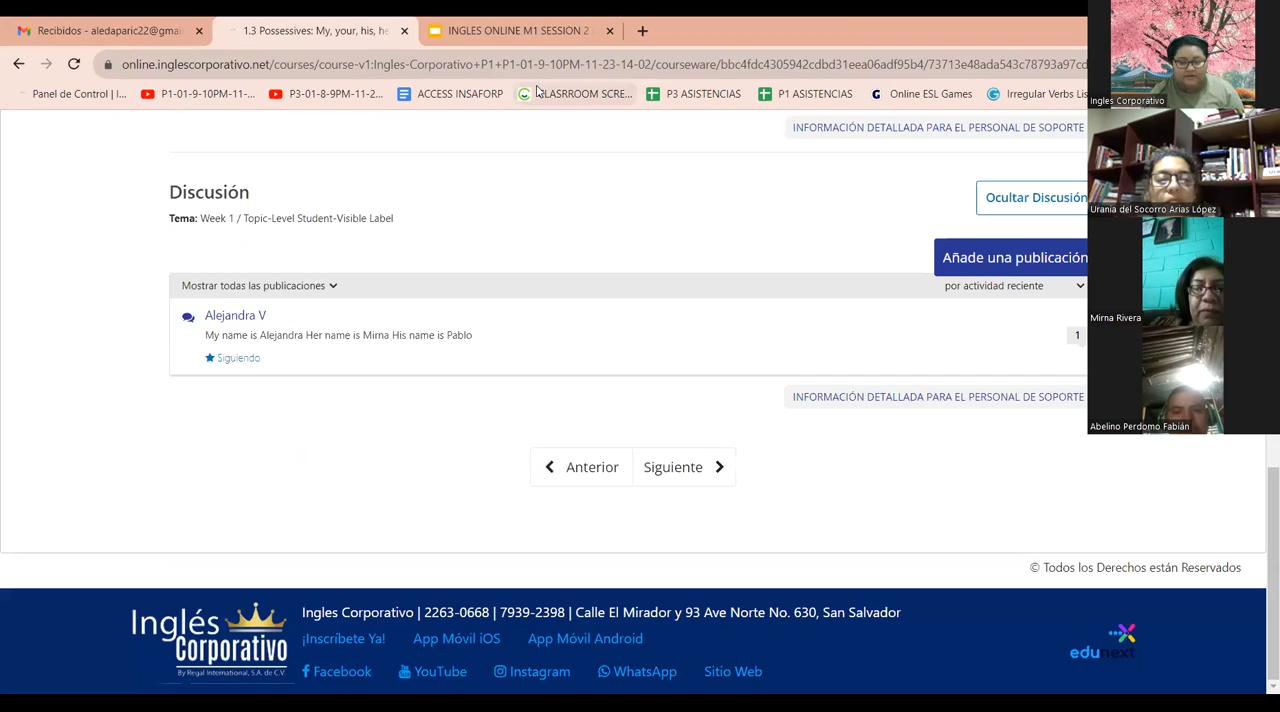 Recibidos - aledaparic22@gmai
1.3 Possessives: My, your, his, he
INGLES ONLINE M1 SESSION 2
online.inglescorporativo.net/courses/course-v1:Ingles-Corporativo+P1+P1-01-9-10PM-11-23-14-02/courseware/bbc4fdc4305942cdbd31eea06adf95b4/73713e48ada543c78793a97cd
Panel de Control | I...
P1-01-9-10PM-11-...
P3-01-8-9PM-11-2...
ACCESS INSAFORP
CLASRROOM SCRE...
P3 ASISTENCIAS
P1 ASISTENCIAS
Online ESL Games
Irregular Verbs Lis
INFORMACIÓN DETALLADA PARA EL PERSONAL DE SOPORTE
Discusión
Ocultar Discusión
Tema: Week 1 / Topic-Level Student-Visible Label
Añade una publicación
Mostrar todas las publicaciones
por actividad reciente
Alejandra V
My name is Alejandra Her name is Mirna His name is Pablo
1
Siguiendo
INFORMACIÓN DETALLADA PARA EL PERSONAL DE SOPORTE
Anterior
Siguiente
© Todos los Derechos están Reservados
Inglés
Corporativo
By Regal International, S.A. de C.V.
Ingles Corporativo | 2263-0668 | 7939-2398 | Calle El Mirador y 93 Ave Norte No. 630, San Salvador
¡Inscríbete Ya!
App Móvil iOS
App Móvil Android
Facebook
YouTube
Instagram
WhatsApp
Sitio Web
edunext
Ingles Corporativo
Urania del Socorro Arias López
Mirna Rivera
Abelino Perdomo Fabián